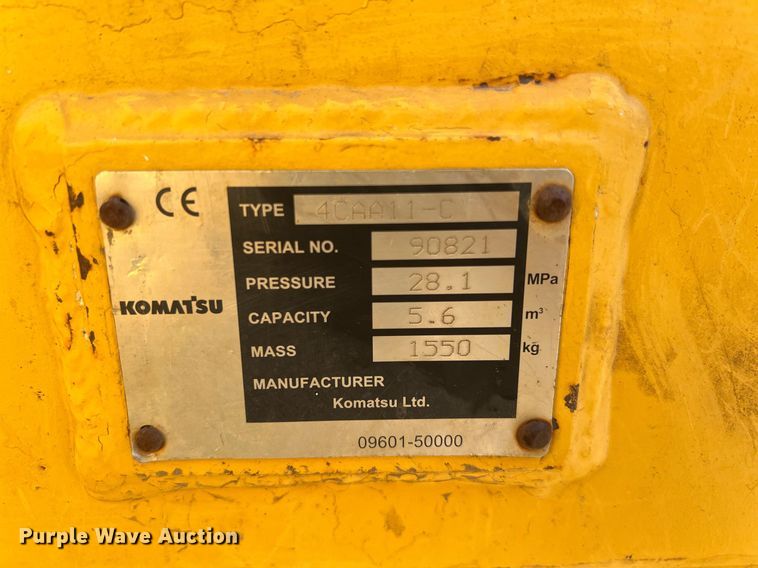 CE
TYPE 4CAA11-C
SERIAL NO. 90821
PRESSURE 28.1 MPa
KOMATSU
CAPACITY 5.6 m³
MASS 1550 kg
MANUFACTURER
Komatsu Ltd.
09601-50000
Purple Wave Auction